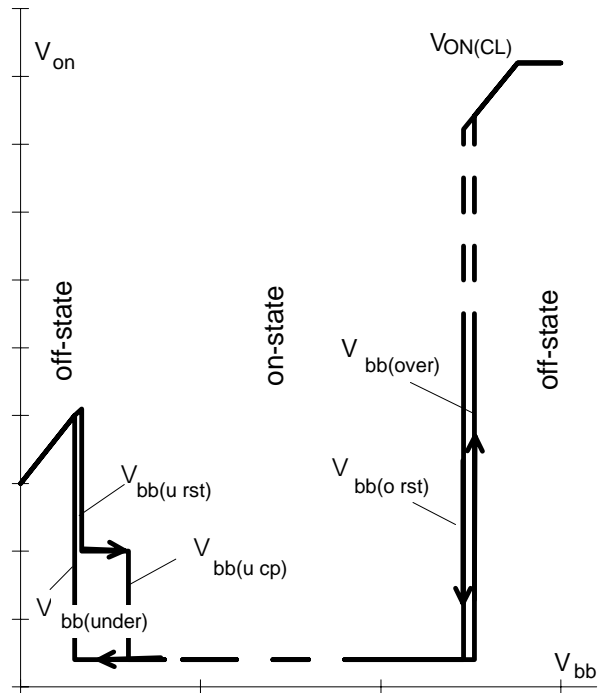 V on
VON(CL)
off-state
on-state
off-state
V bb(over)
V bb(u rst)
V bb(o rst)
V bb(u cp)
V bb(under)
V bb